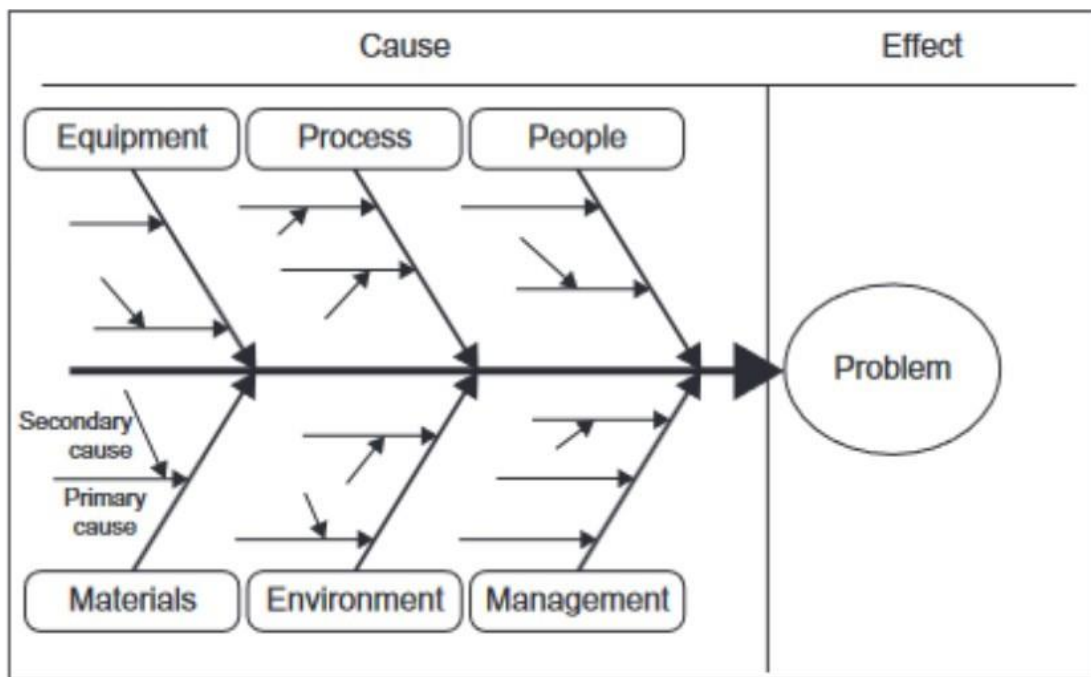 Cause
Effect
Equipment
Process
People
Problem
Secondary
cause
Primary
cause
Materials
Environment
Management